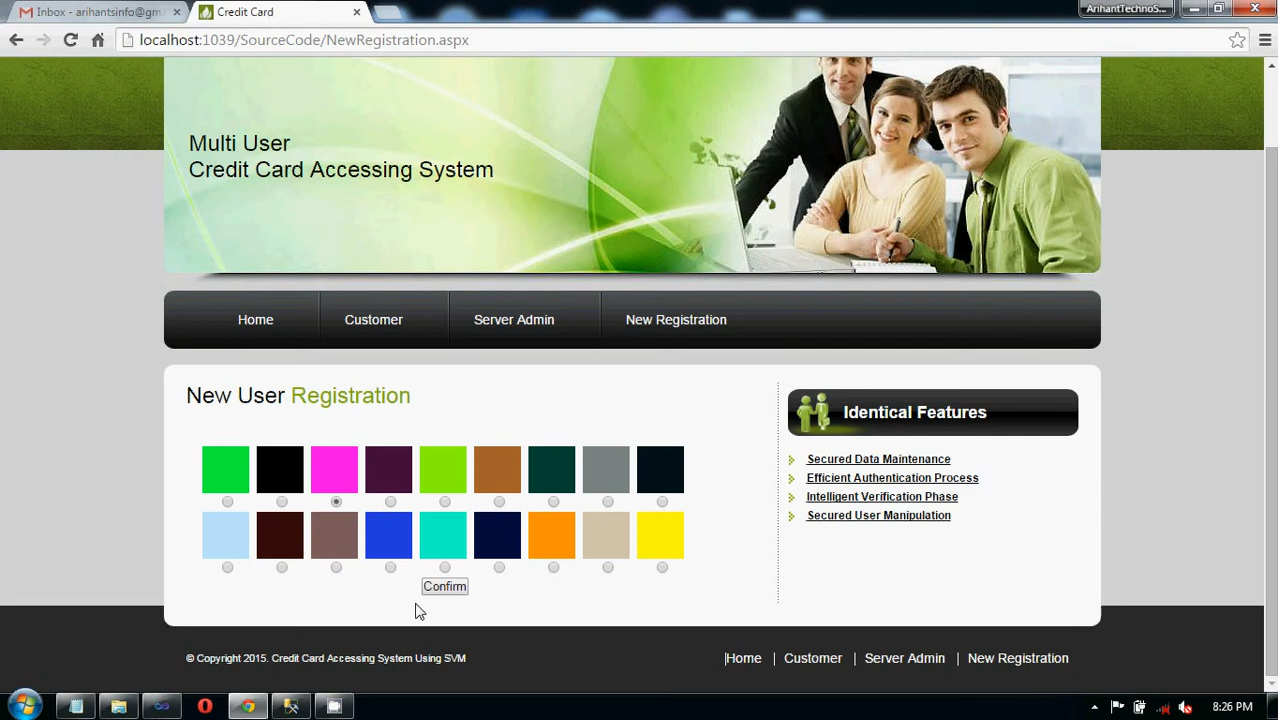 Inbox - arihantsinfo@gm
Credit Card
ArihantTechnoS...
localhost:1039/SourceCode/NewRegistration.aspx
Multi User
Credit Card Accessing System
Home
Customer
Server Admin
New Registration
New User Registration
Identical Features
Secured Data Maintenance
Efficient Authentication Process
Intelligent Verification Phase
Secured User Manipulation
Confirm
© Copyright 2015. Credit Card Accessing System Using SVM
Home
Customer
Server Admin
New Registration
8:26 PM